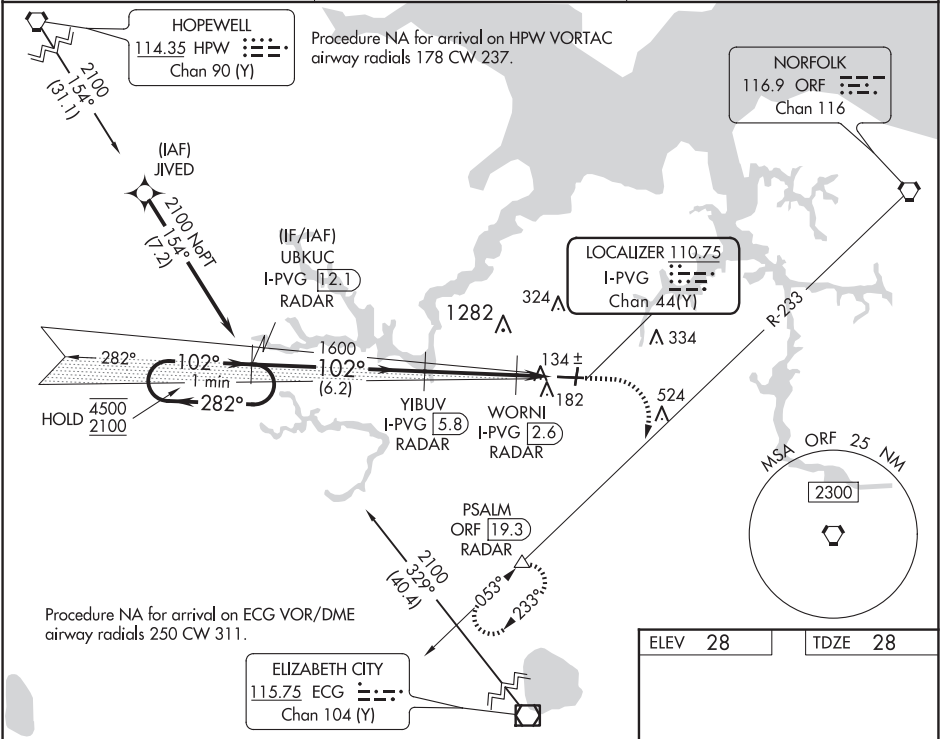 HOPEWELL
114.35 HPW
Chan 90 (Y)
Procedure NA for arrival on HPW VORTAC
airway radials 178 CW 237.
NORFOLK
116.9 ORF
Chan 116
2100
154°
(31.1)
(IAF)
JIVED
2100 NoPT
154°
(7.2)
(IF/IAF)
UBKUC
I-PVG 12.1
RADAR
LOCALIZER 110.75
I-PVG
Chan 44(Y)
R-233
1282
324
334
282°
102°
1 min
282°
1600
102°
(6.2)
134 ±
182
524
HOLD 4500
2100
YIBUV
I-PVG 5.8
RADAR
WORNI
I-PVG 2.6
RADAR
MSA ORF 25 NM
2300
PSALM
ORF 19.3
RADAR
053°
233°
2100
329°
(40.4)
Procedure NA for arrival on ECG VOR/DME
airway radials 250 CW 311.
ELIZABETH CITY
115.75 ECG
Chan 104 (Y)
ELEV 28
TDZE 28